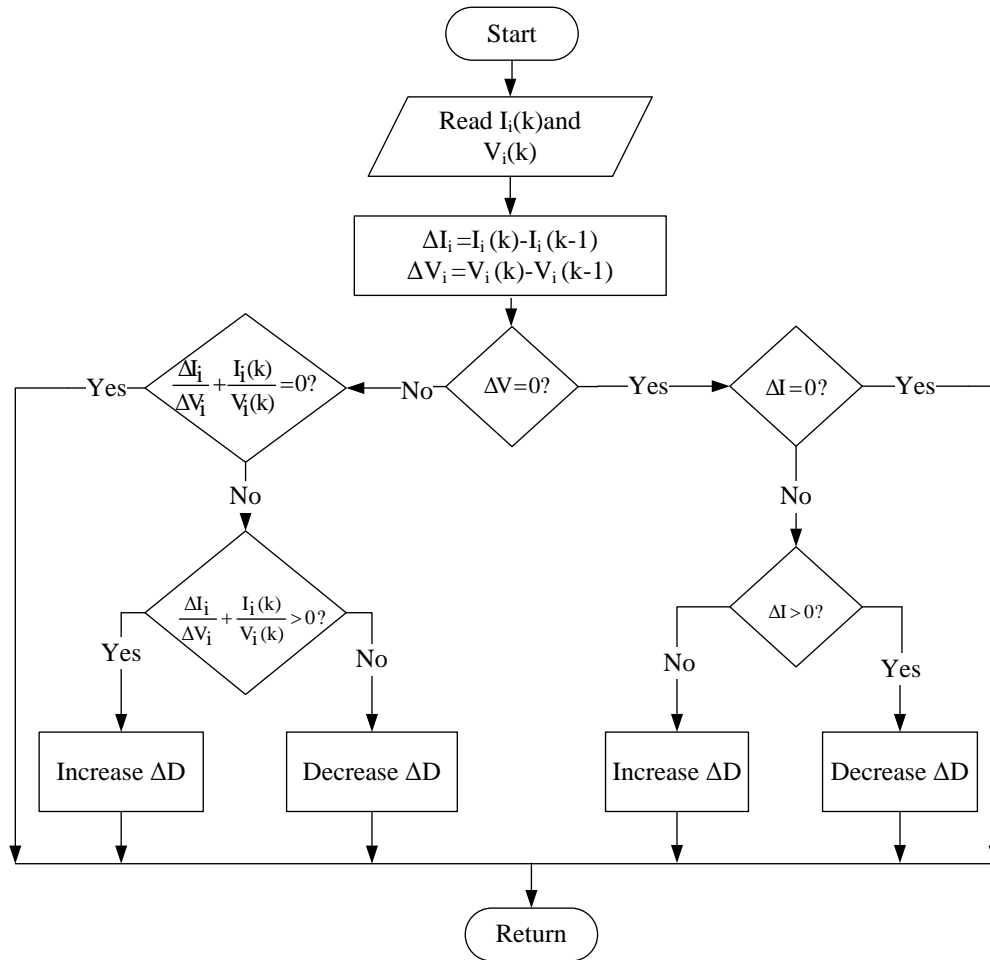 Start
Read Iᵢ(k)and
Vᵢ(k)
ΔIᵢ=Iᵢ(k)-Iᵢ(k-1)
ΔVᵢ=Vᵢ(k)-Vᵢ(k-1)
ΔIᵢ/ΔVᵢ+Iᵢ(k)/Vᵢ(k)=0?
ΔV=0?
ΔI=0?
Yes
No
Yes
Yes
No
No
ΔIᵢ/ΔVᵢ+Iᵢ(k)/Vᵢ(k)>0?
ΔI>0?
Yes
No
No
Yes
Increase ΔD
Decrease ΔD
Increase ΔD
Decrease ΔD
Return